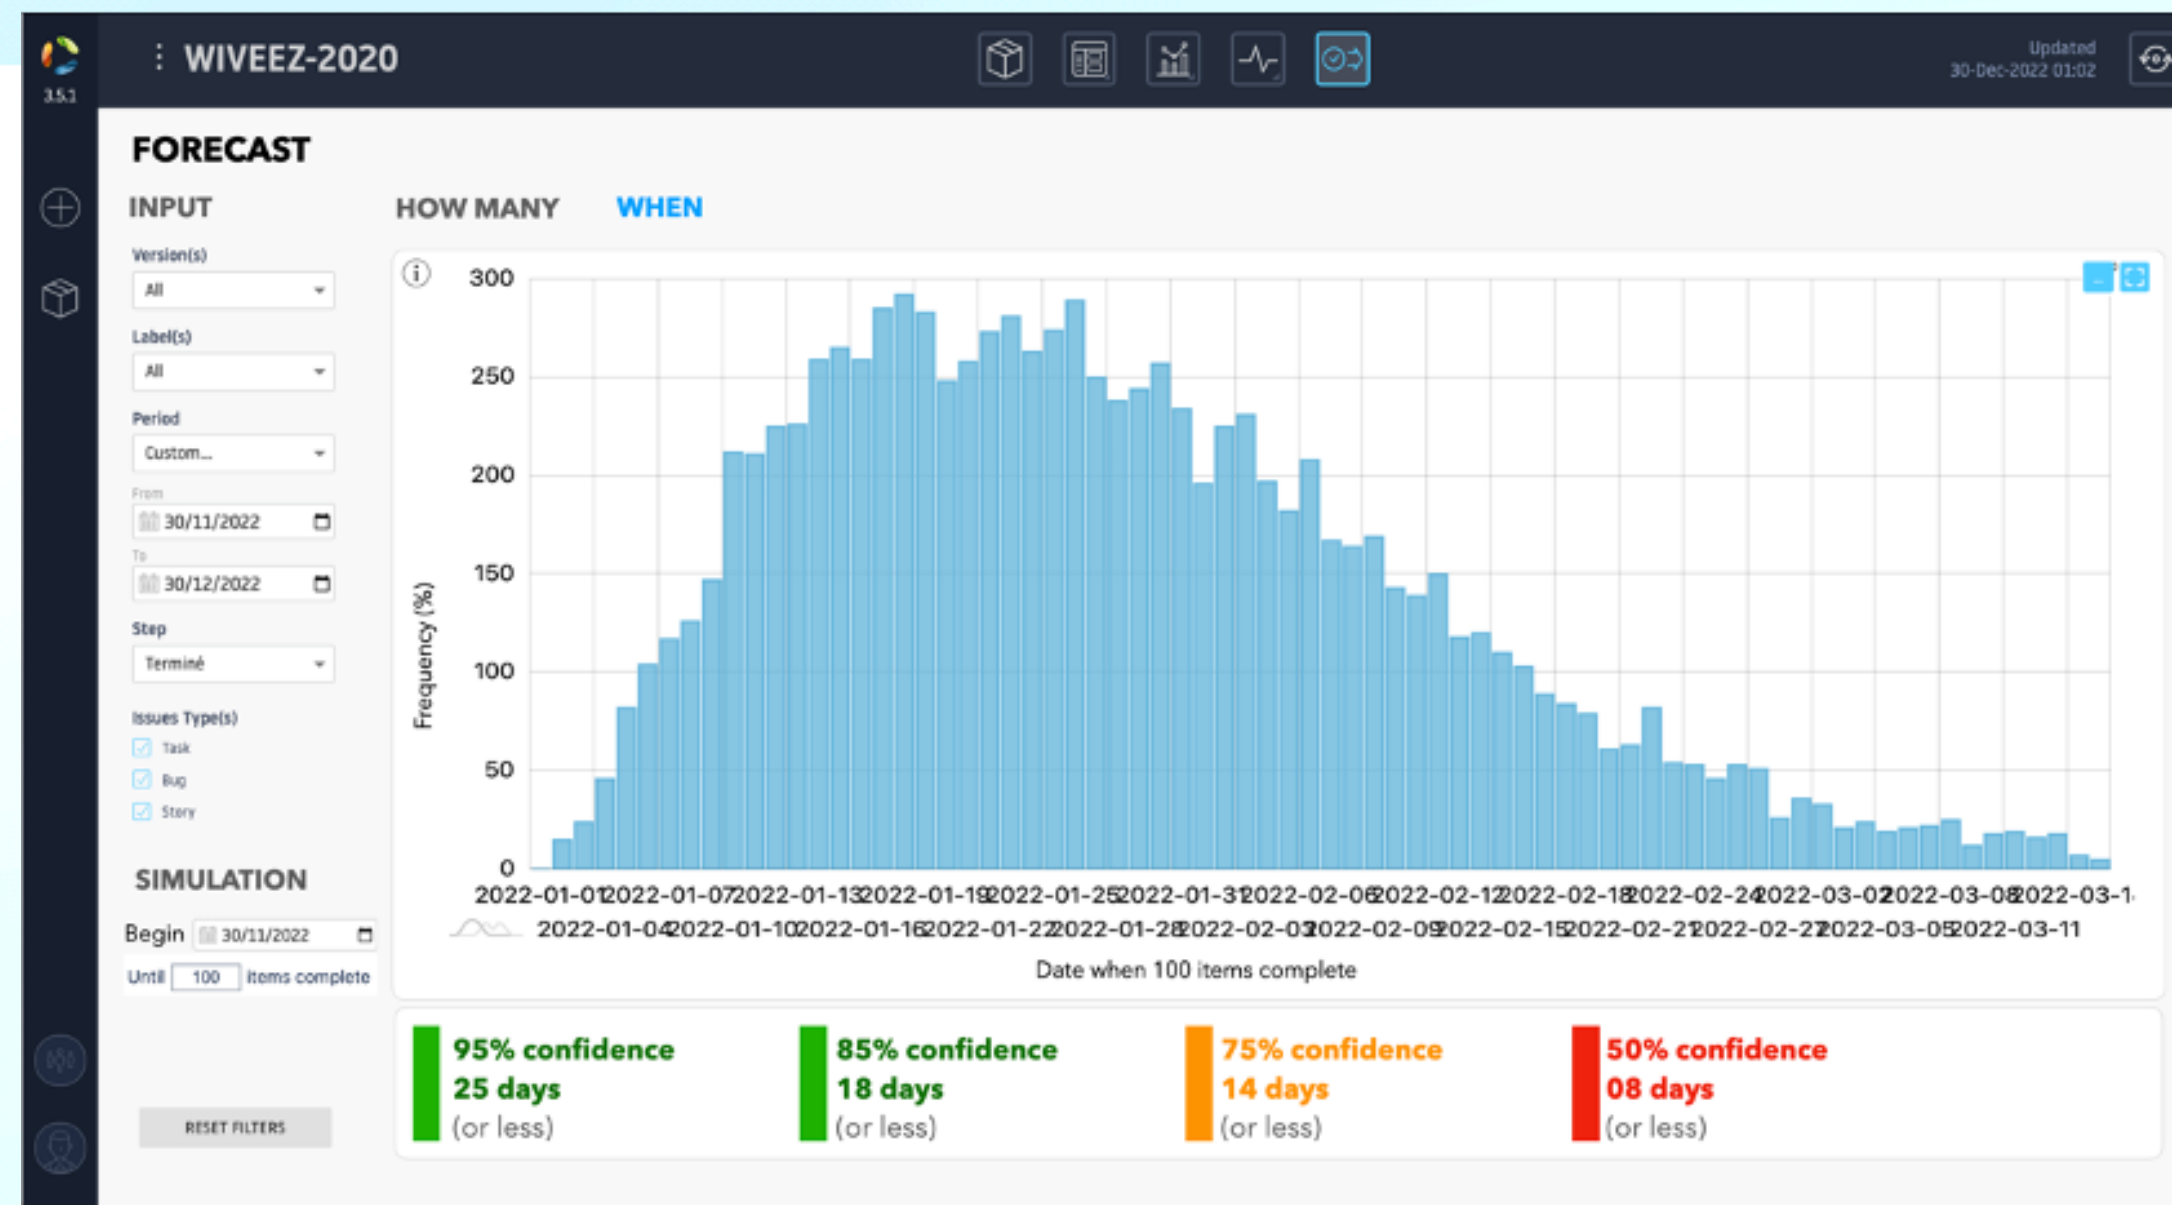 WIVEEZ-2020
Updated
30-Dec-2022 01:02
3.5.1
FORECAST
INPUT
HOW MANY WHEN
Version(s)
All
Label(s)
All
Period
Custom...
From
30/11/2022
To
30/12/2022
Step
Terminé
Issues Type(s)
Task
Bug
Story
SIMULATION
Begin 30/11/2022
Until 100 items complete
RESET FILTERS
300
250
200
150
100
50
0
Frequency (%)
2022-01-01 2022-01-07 2022-01-13 2022-01-19 2022-01-25 2022-01-31 2022-02-06 2022-02-12 2022-02-18 2022-02-24 2022-03-02 2022-03-08 2022-03-1
2022-01-04 2022-01-10 2022-01-16 2022-01-22 2022-01-28 2022-02-03 2022-02-09 2022-02-15 2022-02-21 2022-02-27 2022-03-05 2022-03-11
Date when 100 items complete
95% confidence
25 days
(or less)
85% confidence
18 days
(or less)
75% confidence
14 days
(or less)
50% confidence
08 days
(or less)